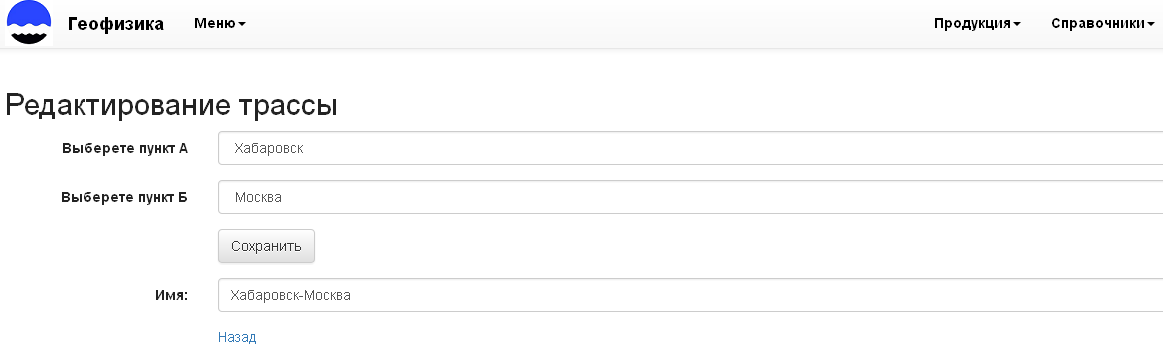 Геофизика Меню Продукция Справочники
Редактирование трассы
Выберете пункт А Хабаровск
Выберете пункт Б Москва
Сохранить
Имя: Хабаровск-Москва
Назад